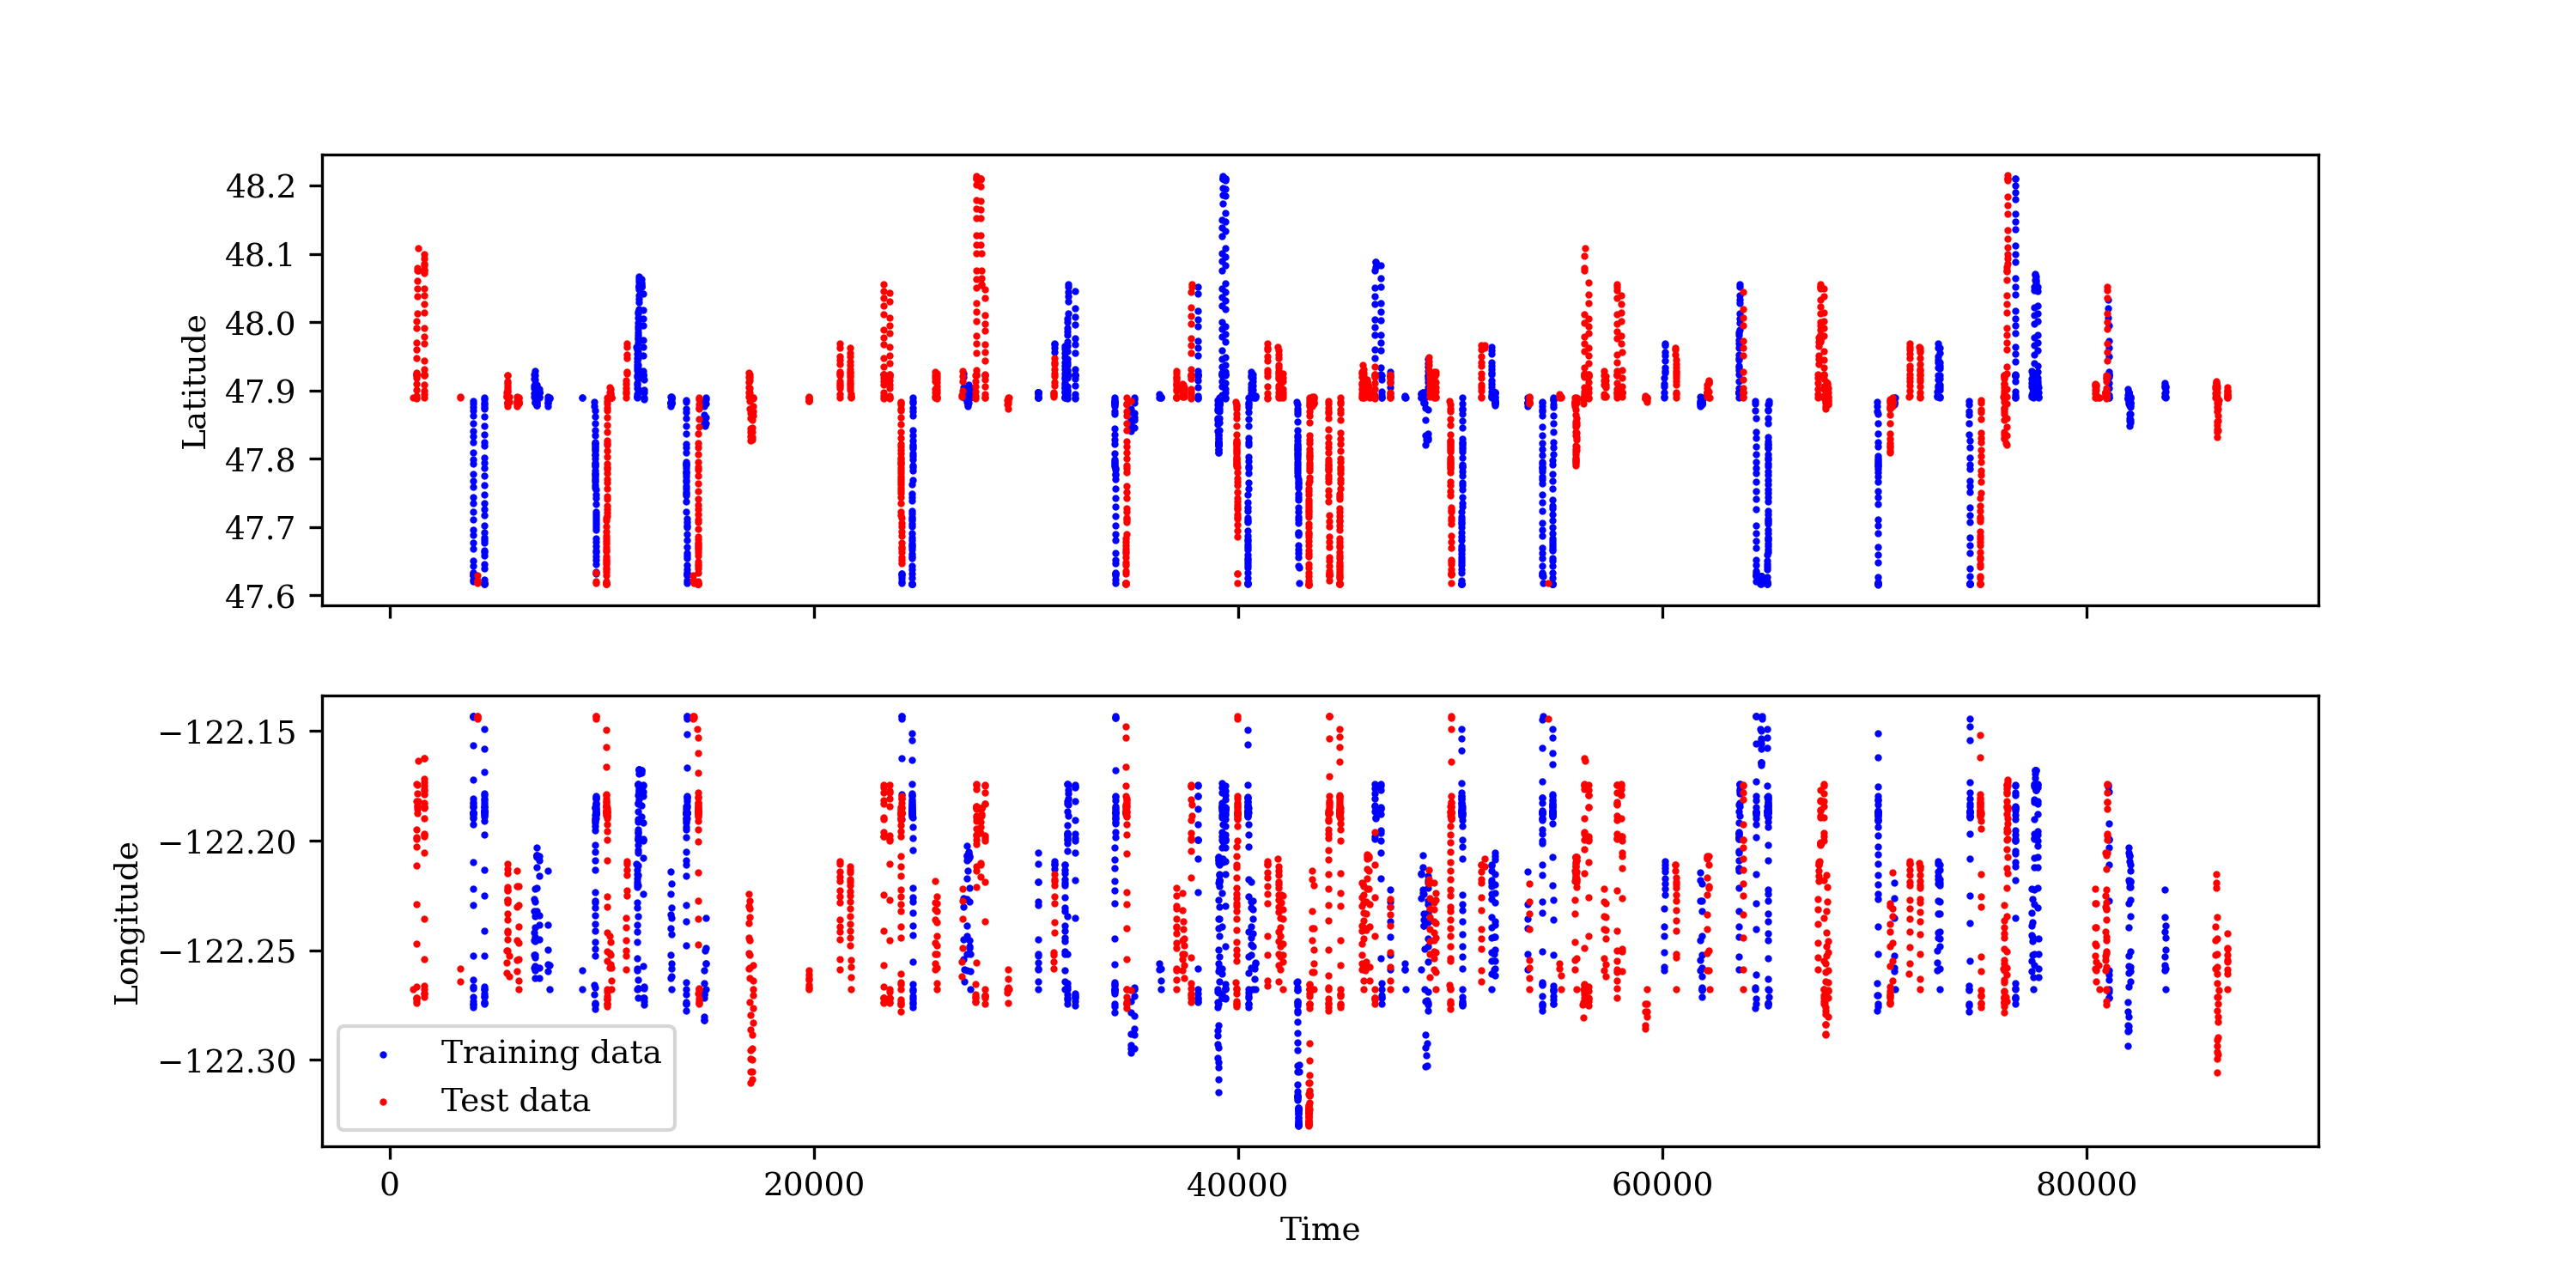 48.2
48.1
48.0
47.9
47.8
47.7
47.6
Latitude
−122.15
−122.20
−122.25
−122.30
Longitude
Training data
Test data
0 20000 40000 60000 80000
Time